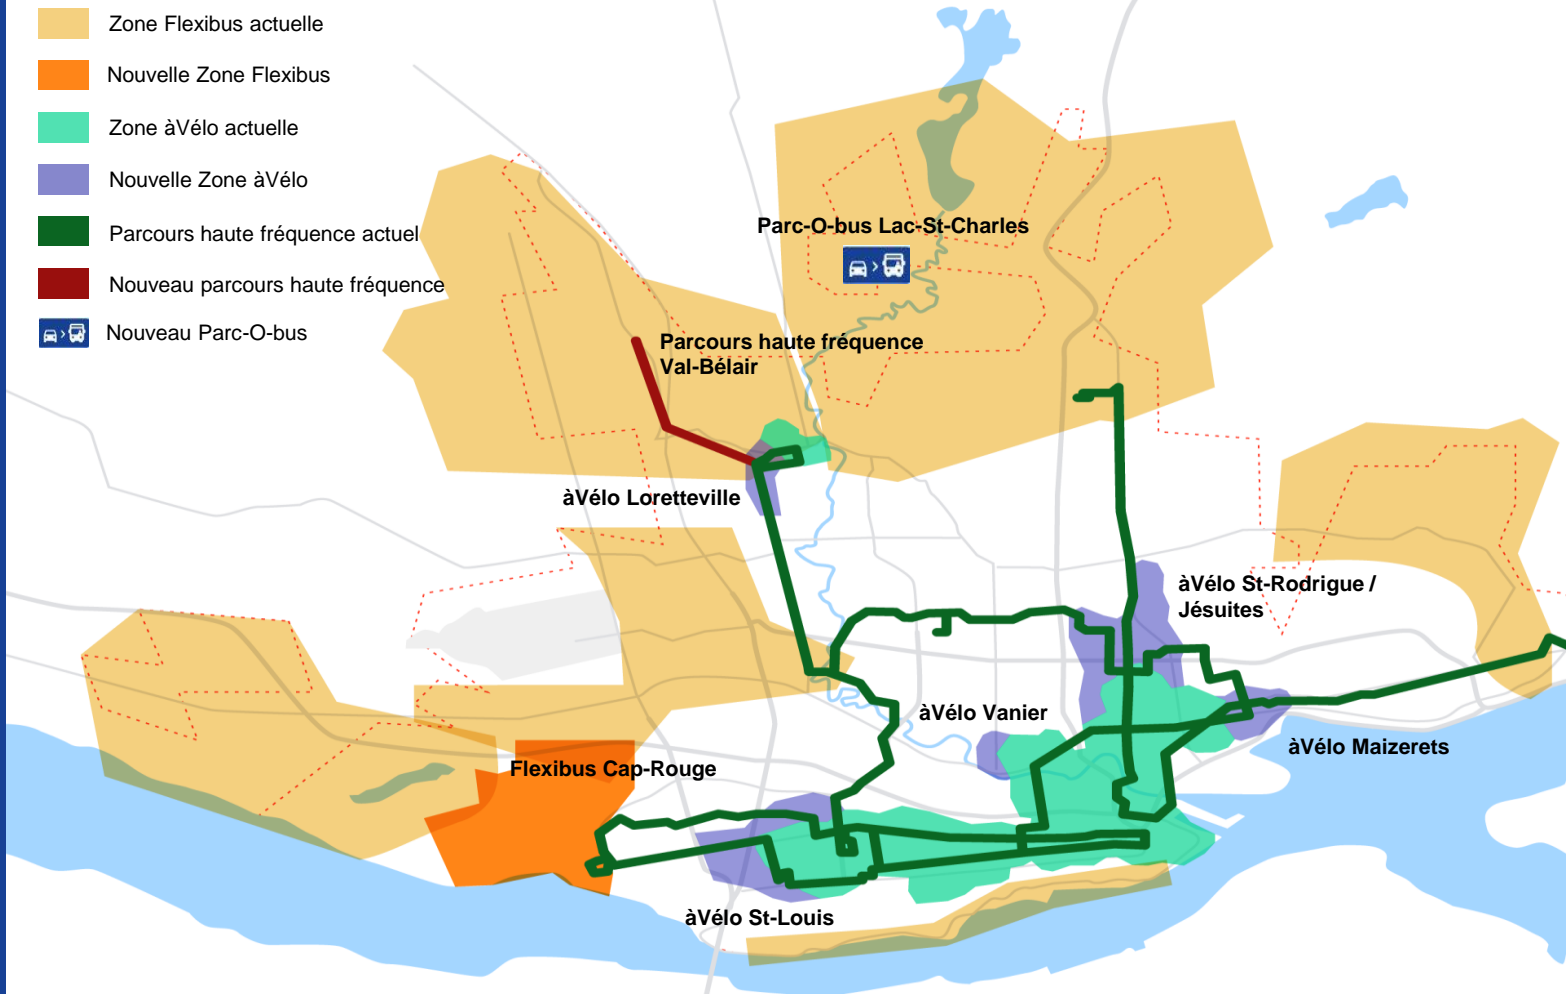 Zone Flexibus actuelle
Nouvelle Zone Flexibus
Zone àVélo actuelle
Nouvelle Zone àVélo
Parcours haute fréquence actuel
Nouveau parcours haute fréquence
Nouveau Parc-O-bus
Parc-O-bus Lac-St-Charles
Parcours haute fréquence
Val-Bélair
àVélo Loretteville
àVélo St-Rodrigue /
Jésuites
àVélo Vanier
àVélo Maizerets
Flexibus Cap-Rouge
àVélo St-Louis